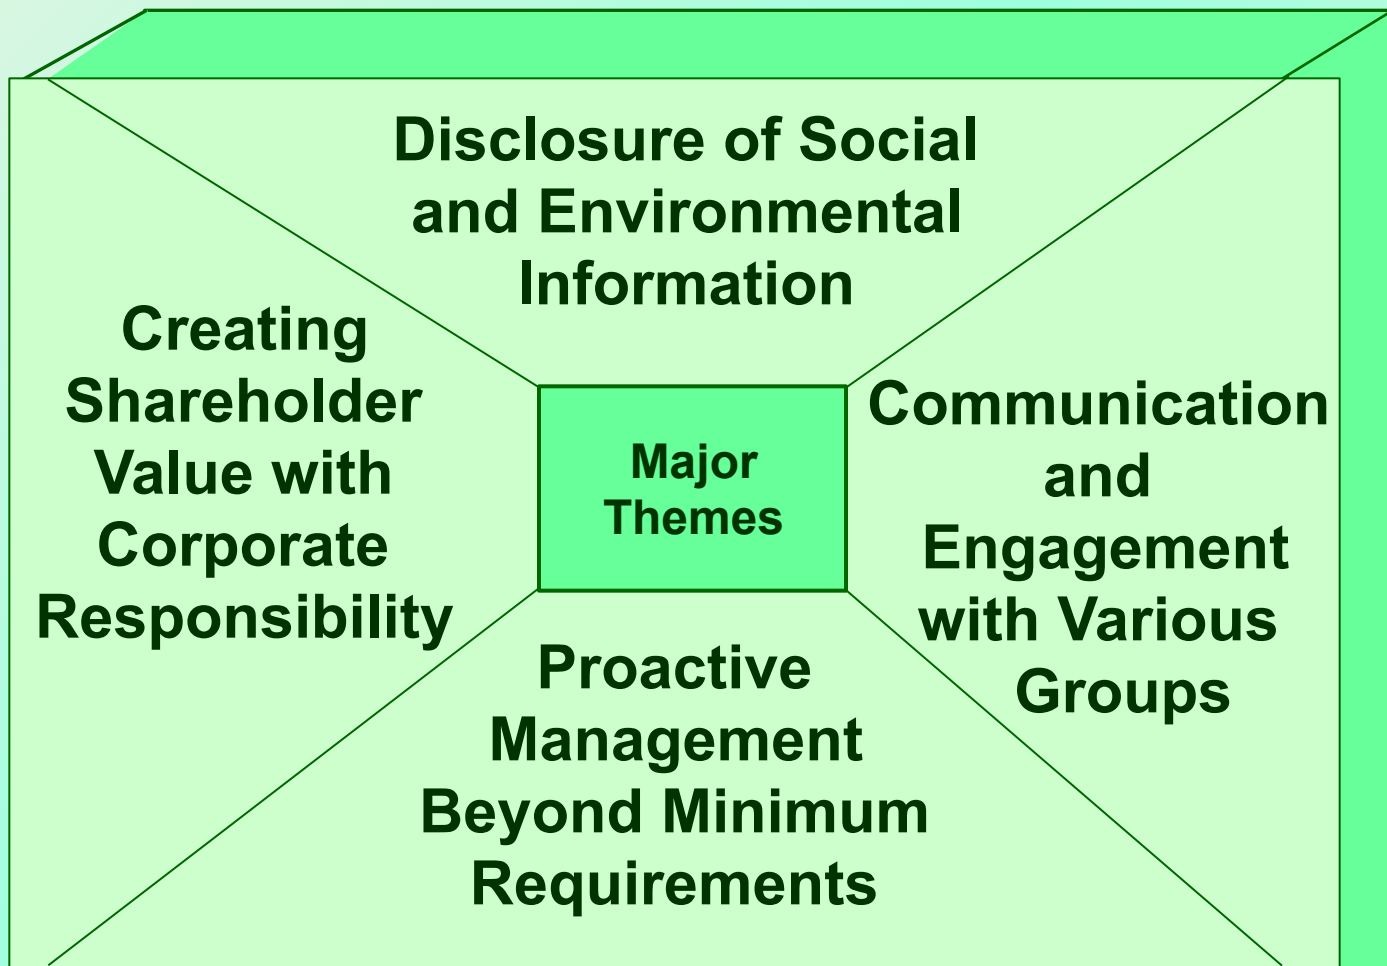 Disclosure of Social
and Environmental
Information
Creating
Shareholder
Value with
Corporate
Responsibility
Major
Themes
Communication
and
Engagement
with Various
Groups
Proactive
Management
Beyond Minimum
Requirements